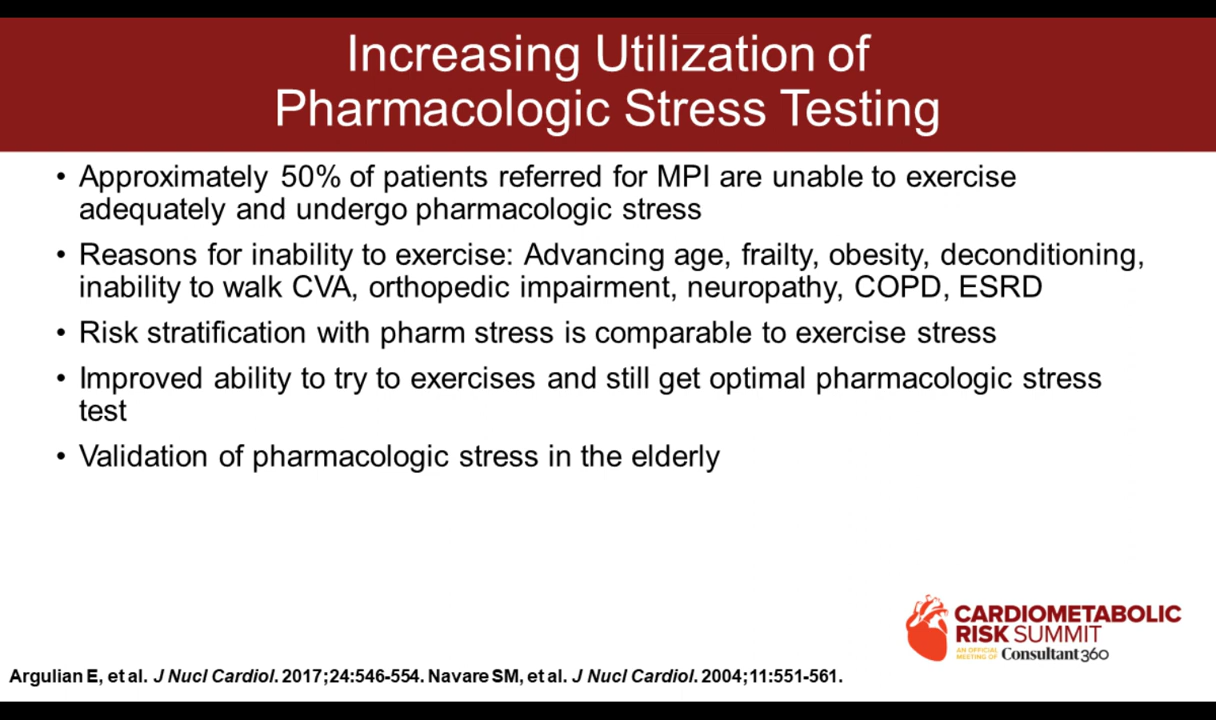 Increasing Utilization of
Pharmacologic Stress Testing
• Approximately 50% of patients referred for MPI are unable to exercise
adequately and undergo pharmacologic stress
• Reasons for inability to exercise: Advancing age, frailty, obesity, deconditioning,
inability to walk CVA, orthopedic impairment, neuropathy, COPD, ESRD
• Risk stratification with pharm stress is comparable to exercise stress
• Improved ability to try to exercises and still get optimal pharmacologic stress
test
• Validation of pharmacologic stress in the elderly
CARDIOMETABOLIC
RISK SUMMIT
AN OFFICIAL
MEETING OF Consultant360
Argulian E, et al. J Nucl Cardiol. 2017;24:546-554. Navare SM, et al. J Nucl Cardiol. 2004;11:551-561.